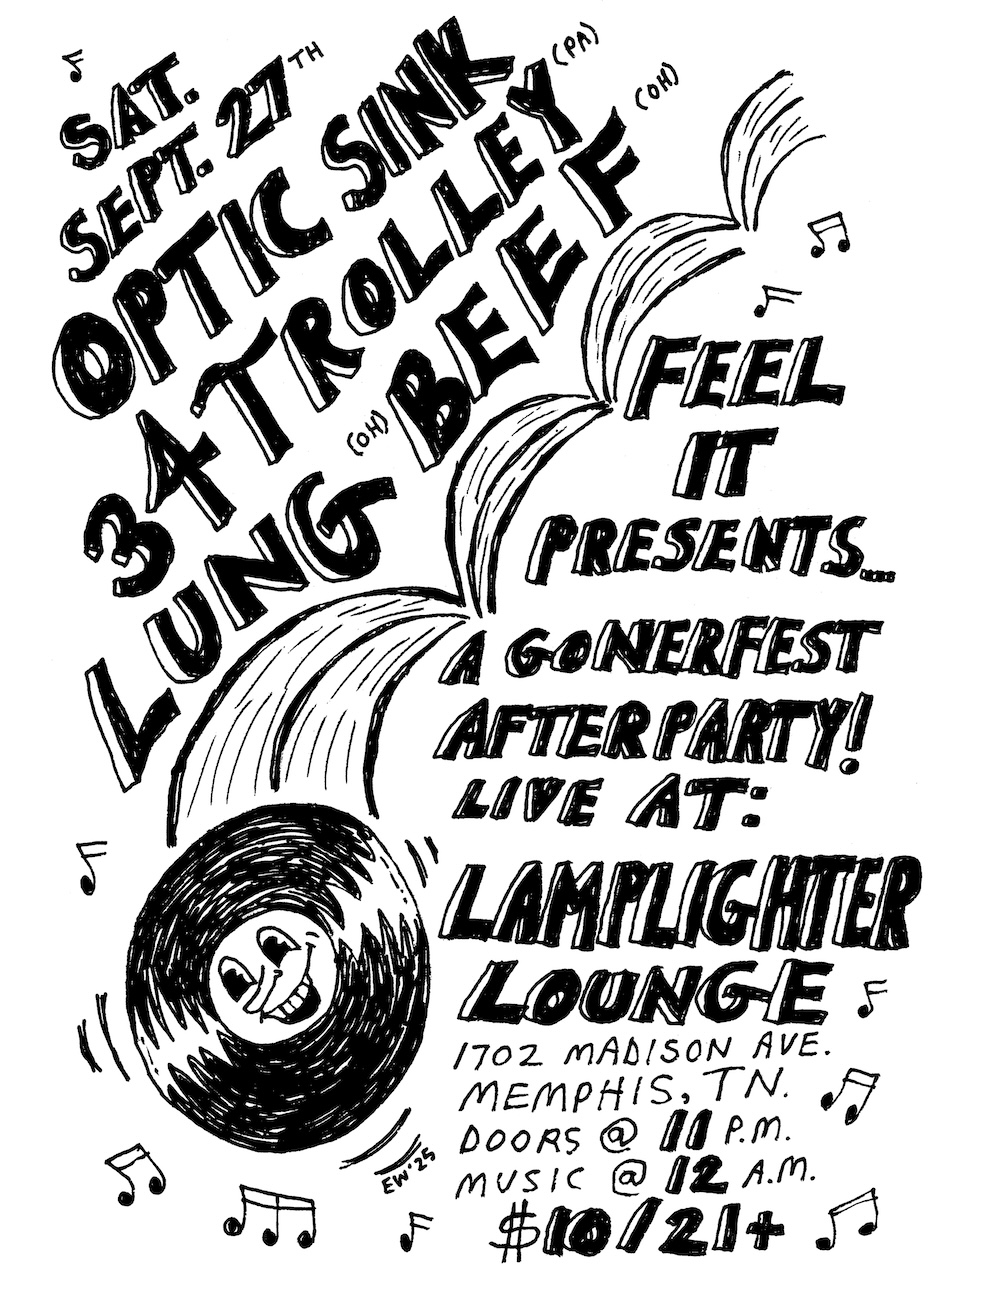 SAT.
SEPT. 27TH
OPTIC SINK
34 TROLLEY (PA)
LUNG (OH) BEEF (OH)
FEEL
IT
PRESENTS...
A GONERFEST
AFTERPARTY!
LIVE AT:
LAMPLIGHTER
LOUNGE
1702 MADISON AVE.
MEMPHIS, TN.
DOORS @ 11 P.M.
MUSIC @ 12 A.M.
$10/21+
EW'25